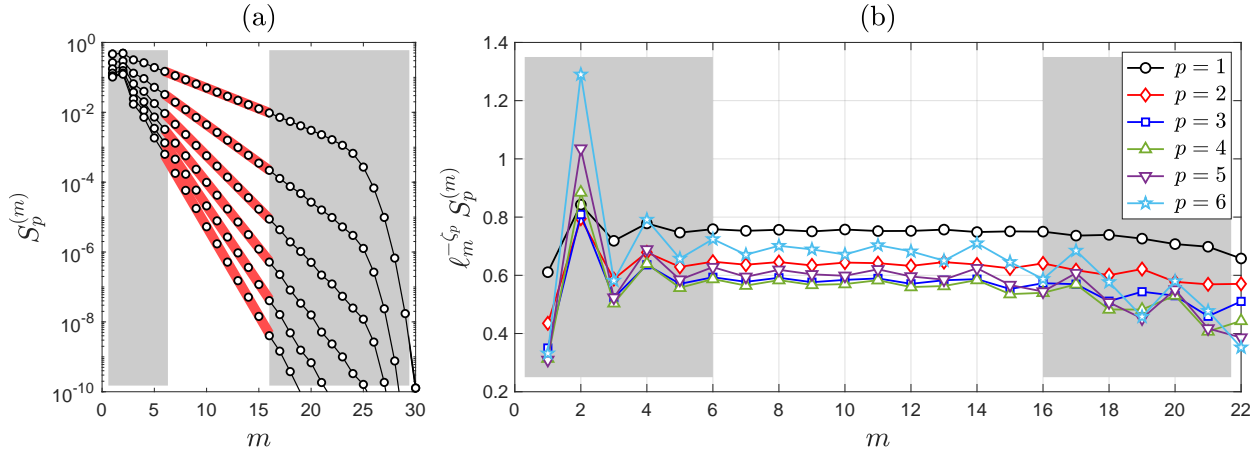 (a)
10^0
10^-2
10^-4
10^-6
10^-8
10^-10
S_p^(m)
0 5 10 15 20 25 30
m
(b)
1.4
1.2
1
0.8
0.6
0.4
0.2
ℓ_m^-ζ_p S_p^(m)
0 2 4 6 8 10 12 14 16 18 20 22
m
p = 1
p = 2
p = 3
p = 4
p = 5
p = 6